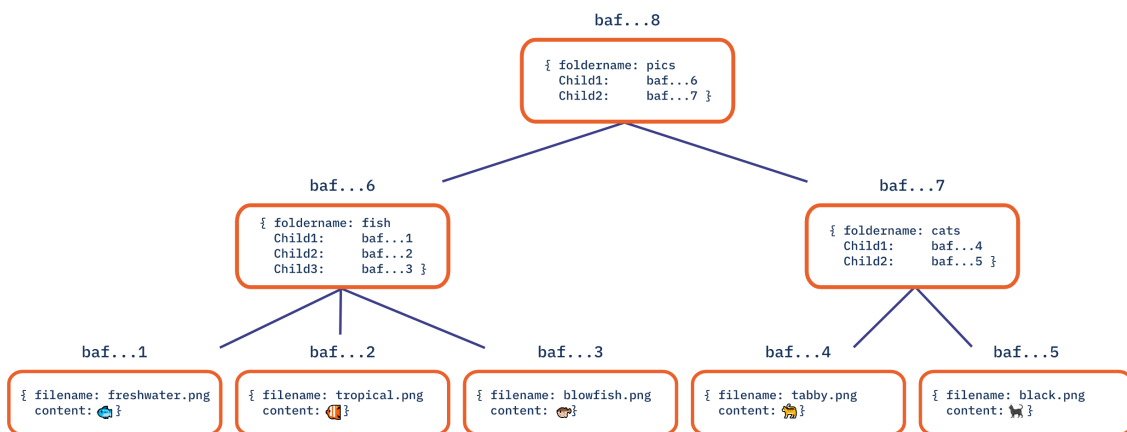 baf...8
{ foldername: pics
Child1: baf...6
Child2: baf...7 }
baf...6
{ foldername: fish
Child1: baf...1
Child2: baf...2
Child3: baf...3 }
baf...7
{ foldername: cats
Child1: baf...4
Child2: baf...5 }
baf...1
{ filename: freshwater.png
content: }
baf...2
{ filename: tropical.png
content: }
baf...3
{ filename: blowfish.png
content: }
baf...4
{ filename: tabby.png
content: }
baf...5
{ filename: black.png
content: }